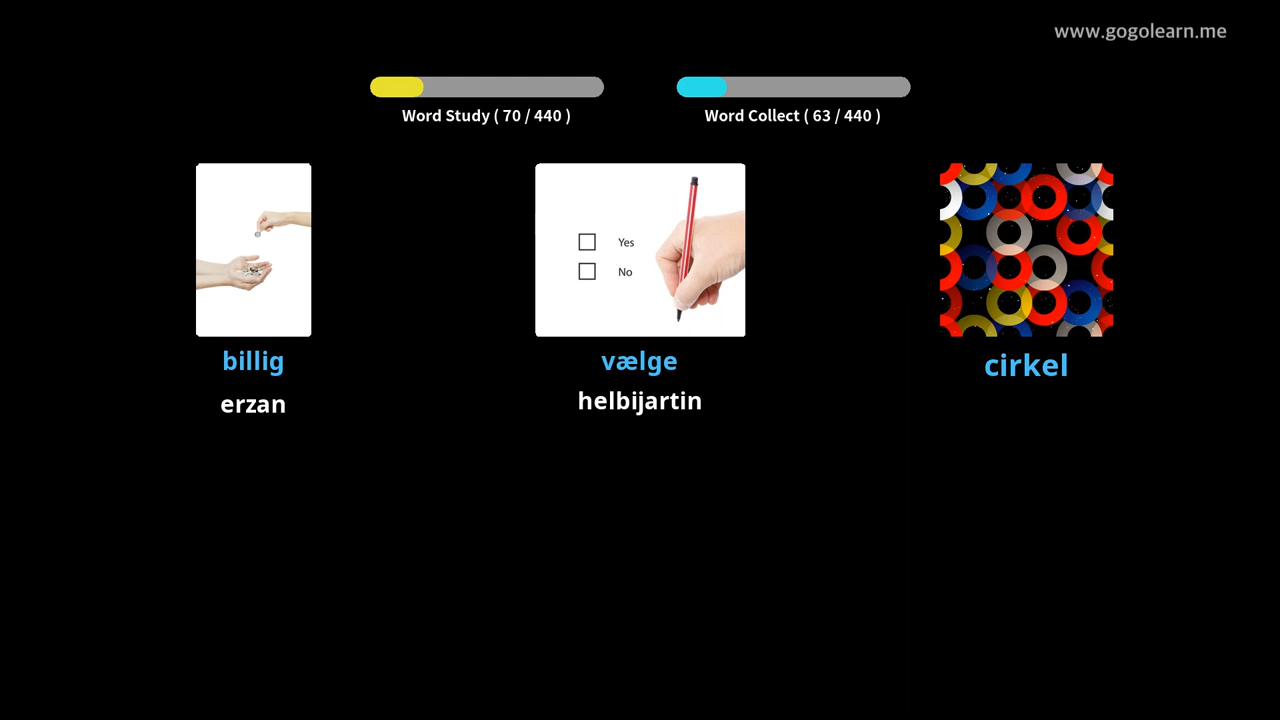 www.gogolearn.me
Word Study ( 70 / 440 )
Word Collect ( 63 / 440 )
Yes
No
billig
erzan
vælge
helbijartin
cirkel